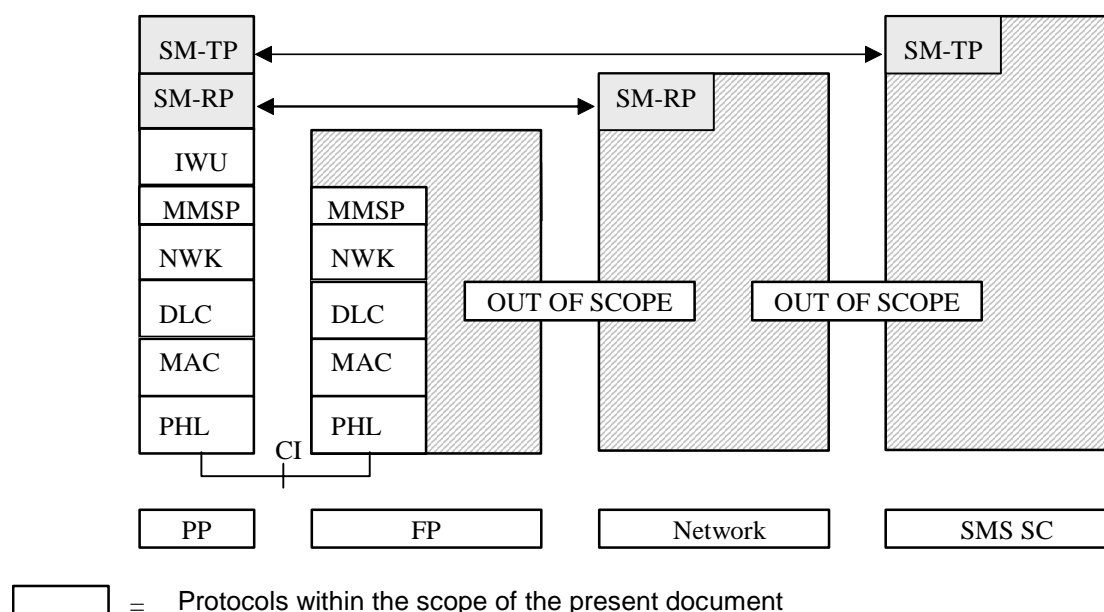 SM-TP SM-TP
SM-RP SM-RP
IWU
MMSP MMSP
NWK NWK
OUT OF SCOPE OUT OF SCOPE
DLC DLC
MAC MAC
PHL PHL
CI
PP FP Network SMS SC
= Protocols within the scope of the present document